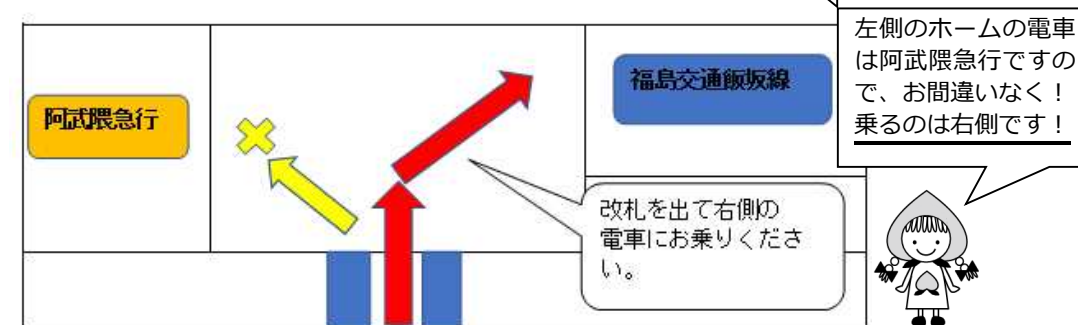 阿武隈急行
福島交通飯坂線
左側のホームの電車
は阿武隈急行ですの
で、お間違いなく！
乗るのは右側です！
改札を出て右側の
電車にお乗りくださ
い。